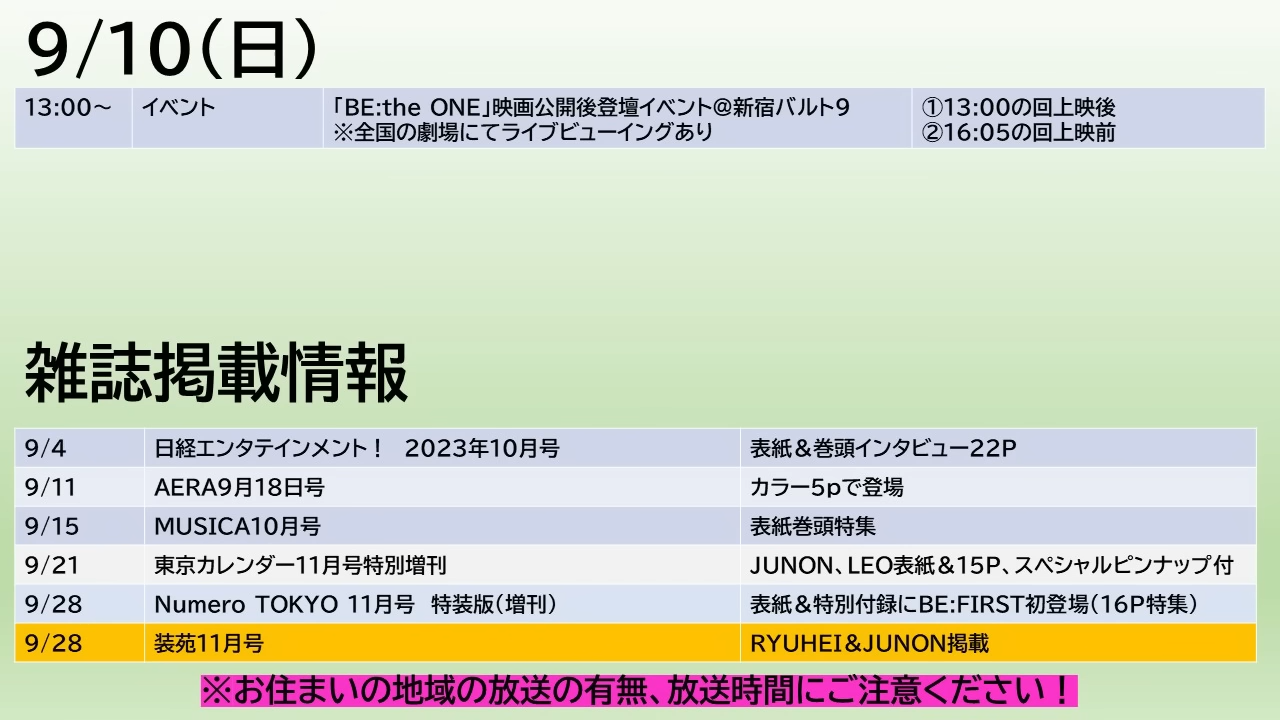 9/10(日)
13:00～ イベント 「BE:the ONE」映画公開後登壇イベント@新宿バルト9 ①13:00の回上映後
※全国の劇場にてライブビューイングあり ②16:05の回上映前
雑誌掲載情報
9/4 日経エンタテインメント！ 2023年10月号 表紙＆巻頭インタビュー22P
9/11 AERA9月18日号 カラー5pで登場
9/15 MUSICA10月号 表紙巻頭特集
9/21 東京カレンダー11月号特別増刊 JUNON、LEO表紙＆15P、スペシャルピンナップ付
9/28 Numero TOKYO 11月号 特装版(増刊) 表紙＆特別付録にBE:FIRST初登場(16P特集)
9/28 装苑11月号 RYUHEI＆JUNON掲載
※お住まいの地域の放送の有無、放送時間にご注意ください！